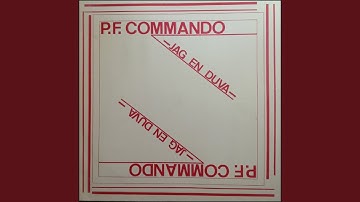 P.F. COMMANDO
—JAG EN DUVA—
—JAG EN DUVA—
P.F. COMMANDO